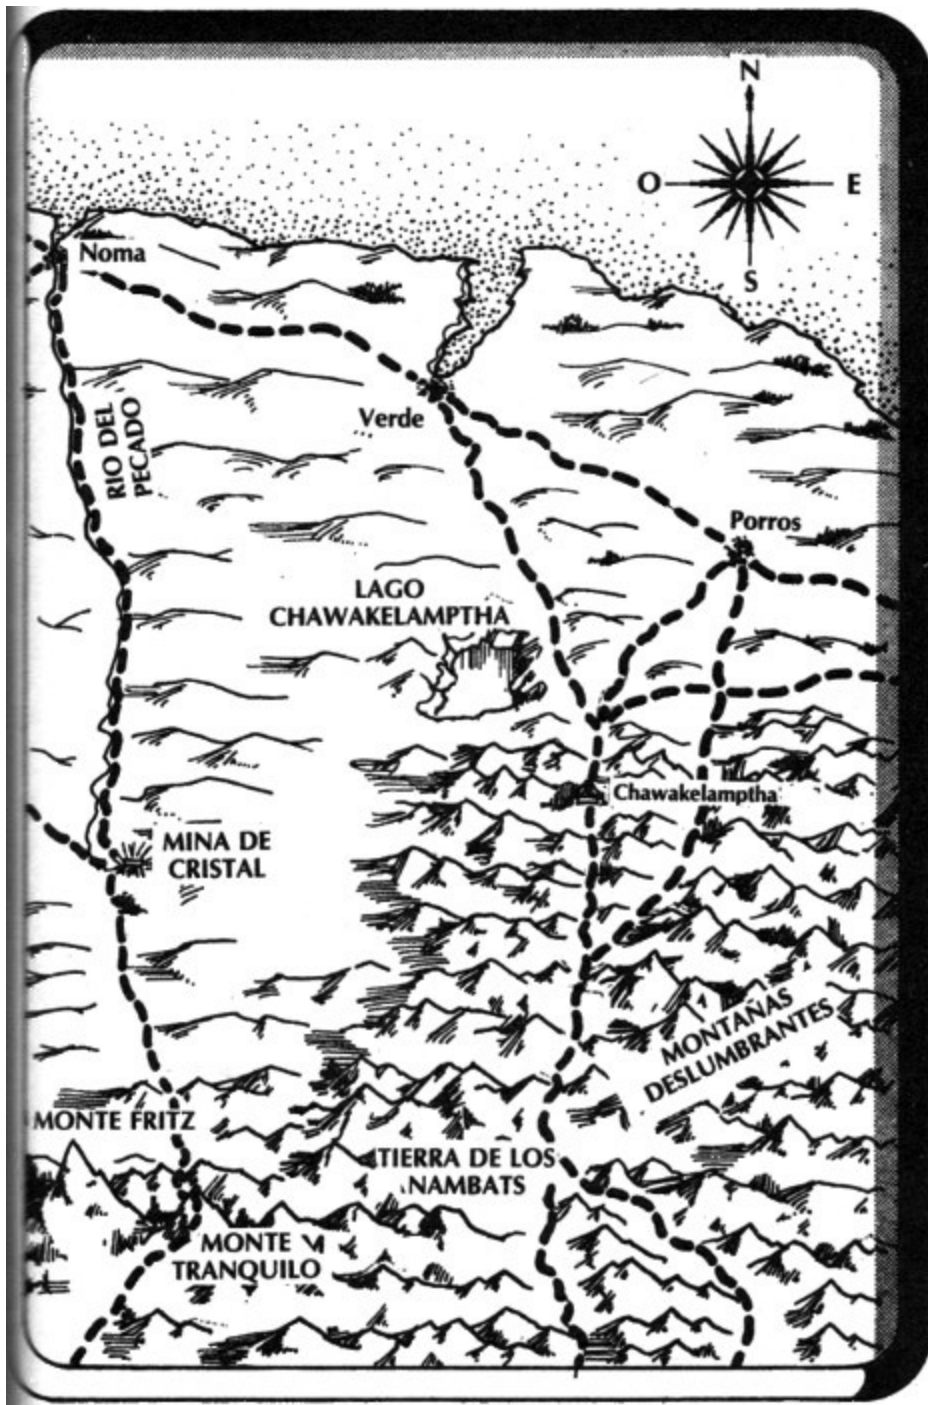 N
O E
S
Noma
Verde
RIO DEL
PECADO
Porros
LAGO
CHAWAKELAMPTHA
Chawakelamptha
MINA DE
CRISTAL
MONTAÑAS
DESLUMBRANTES
MONTE FRITZ
TIERRA DE LOS
NAMBATS
MONTE
TRANQUILO